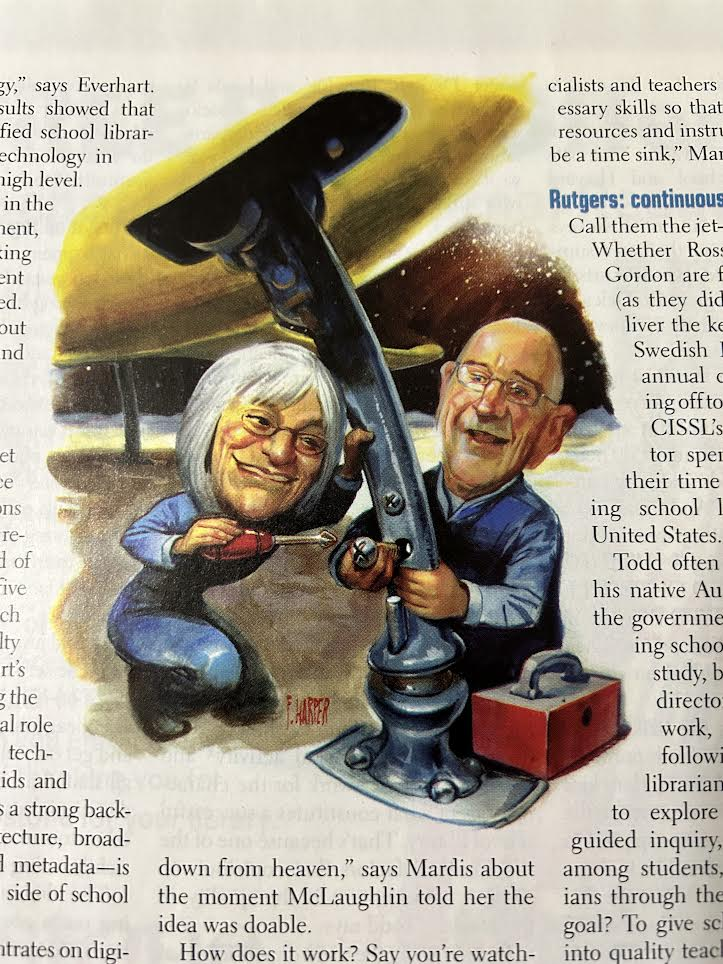 gy,” says Everhart.
sults showed that
fied school librar-
echnology in
high level.
in the
ment,
king
ent
ed.
out
nd
et
ce
ons
re-
d of
five
ch
lty
rt’s
g the
al role
tech-
ids and
s a strong back-
tecture, broad-
d metadata—is
side of school
ntrates on digi-
F. HARPER
down from heaven,” says Mardis about
the moment McLaughlin told her the
idea was doable.
How does it work? Say you’re watch-
cialists and teachers
essary skills so that
resources and instru
be a time sink,” Mar
Rutgers: continuous
Call them the jet-
Whether Ross
Gordon are f
(as they did
liver the ke
Swedish
annual c
ing off to
CISSL’s
tor spen
their time
ing school l
United States.
Todd often
his native Au
the governme
ing schoo
study, b
directo
work,
followi
librarian
to explore
guided inquiry,
among students,
ians through the
goal? To give sc
into quality teach